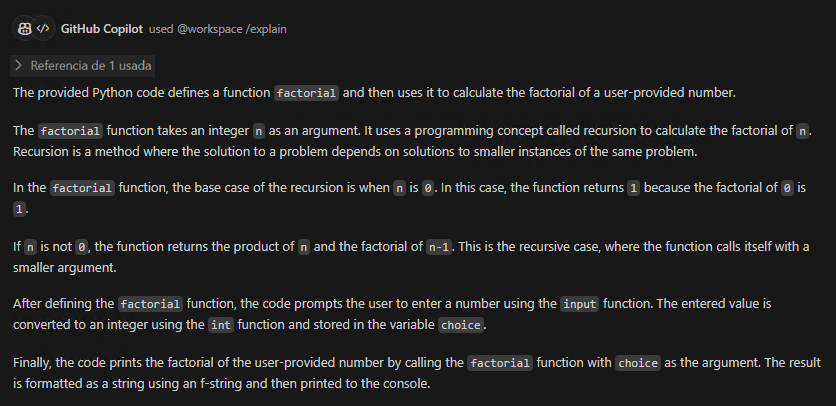 GitHub Copilot used @workspace /explain
Referencia de 1 usada
The provided Python code defines a function factorial and then uses it to calculate the factorial of a user-provided number.
The factorial function takes an integer n as an argument. It uses a programming concept called recursion to calculate the factorial of n.
Recursion is a method where the solution to a problem depends on solutions to smaller instances of the same problem.
In the factorial function, the base case of the recursion is when n is 0. In this case, the function returns 1 because the factorial of 0 is
1.
If n is not 0, the function returns the product of n and the factorial of n-1. This is the recursive case, where the function calls itself with a
smaller argument.
After defining the factorial function, the code prompts the user to enter a number using the input function. The entered value is
converted to an integer using the int function and stored in the variable choice.
Finally, the code prints the factorial of the user-provided number by calling the factorial function with choice as the argument. The result
is formatted as a string using an f-string and then printed to the console.